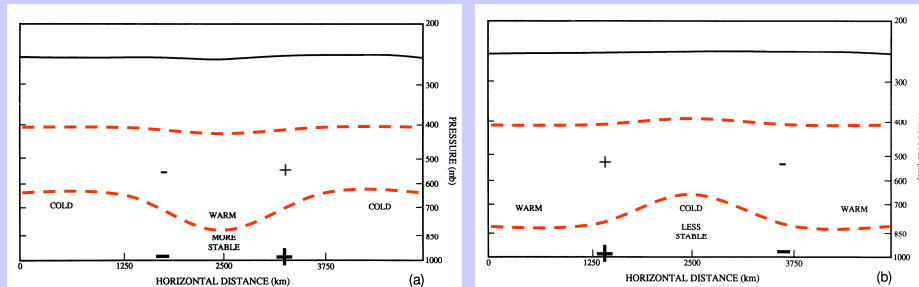 200
300
400
500
600
700
850
1000
PRESSURE (mb)
-
+
COLD
WARM
COLD
MORE
STABLE
-
+
0
1250
2500
3750
HORIZONTAL DISTANCE (km)
(a)
200
300
400
500
600
700
850
1000
+
-
WARM
COLD
WARM
LESS
STABLE
+
-
0
1250
2500
3750
HORIZONTAL DISTANCE (km)
(b)